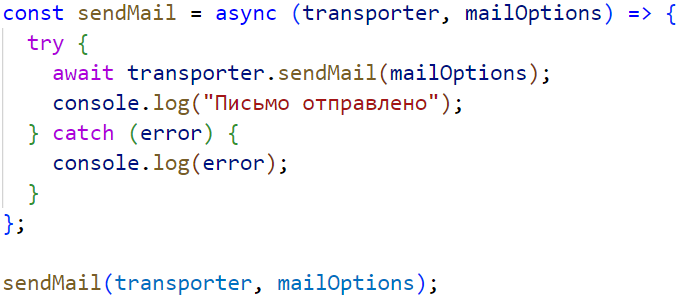 const sendMail = async (transporter, mailOptions) => {
  try {
    await transporter.sendMail(mailOptions);
    console.log("Письмо отправлено");
  } catch (error) {
    console.log(error);
  }
};

sendMail(transporter, mailOptions);